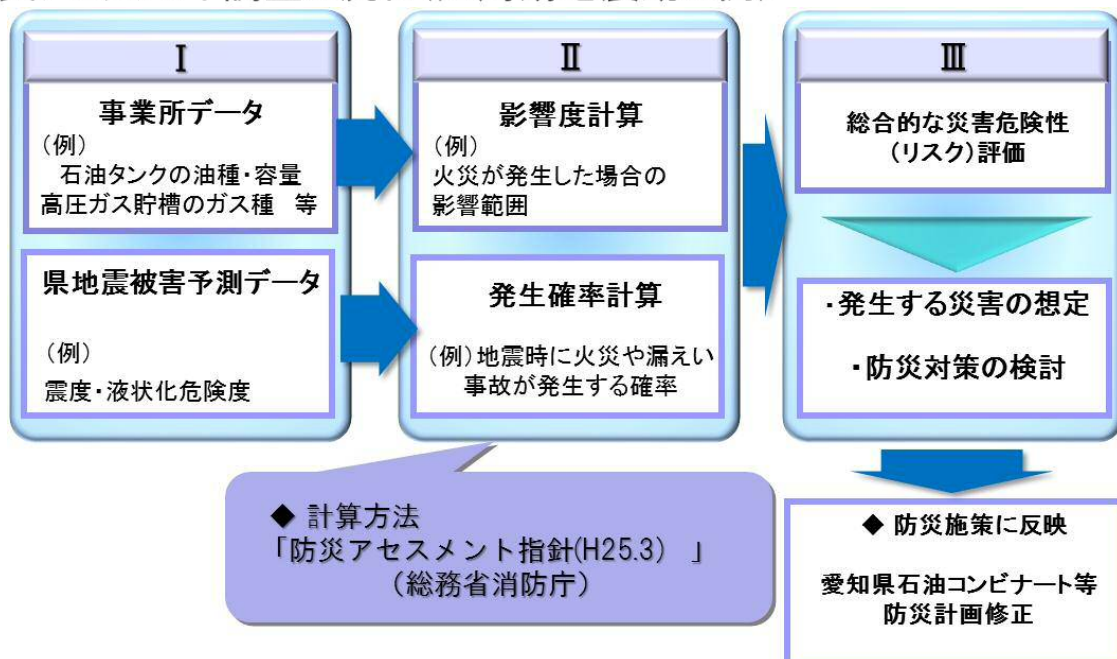 Ⅰ
事業所データ
(例)
石油タンクの油種・容量
高圧ガス貯槽のガス種 等
県地震被害予測データ
(例)
震度・液状化危険度
Ⅱ
影響度計算
(例)
火災が発生した場合の
影響範囲
発生確率計算
(例)地震時に火災や漏えい
事故が発生する確率
◆ 計算方法
「防災アセスメント指針(H25.3) 」
(総務省消防庁)
Ⅲ
総合的な災害危険性
(リスク)評価
・発生する災害の想定
・防災対策の検討
◆ 防災施策に反映
愛知県石油コンビナート等
防災計画修正